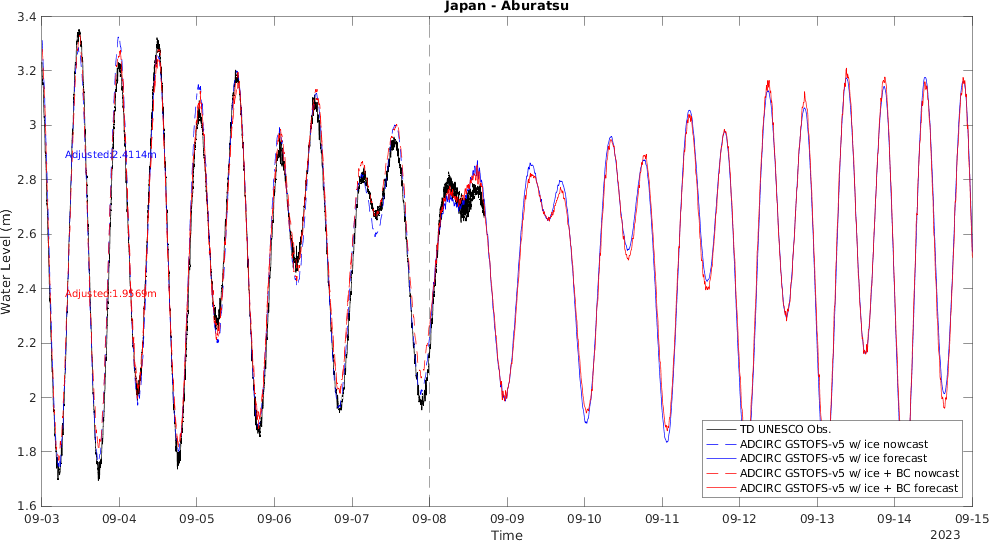 Japan - Aburatsu
3.4
3.2
3
2.8
2.6
2.4
2.2
2
1.8
1.6
Water Level (m)
Adjusted:2.4114m
Adjusted:1.9569m
TD UNESCO Obs.
ADCIRC GSTOFS-v5 w/ ice nowcast
ADCIRC GSTOFS-v5 w/ ice forecast
ADCIRC GSTOFS-v5 w/ ice + BC nowcast
ADCIRC GSTOFS-v5 w/ ice + BC forecast
09-03 09-04 09-05 09-06 09-07 09-08 09-09 09-10 09-11 09-12 09-13 09-14 09-15
Time
2023